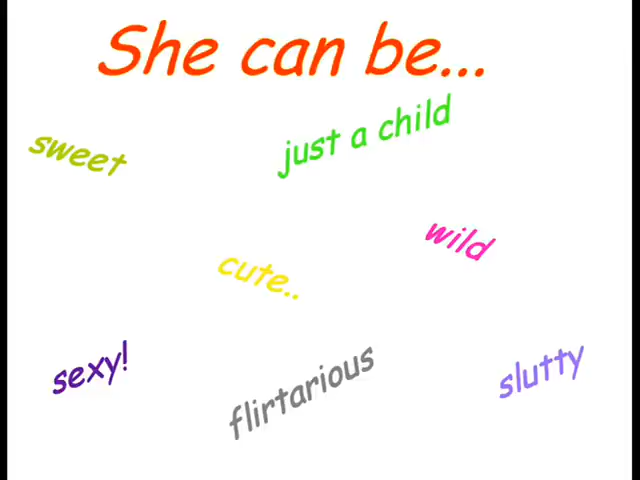 She can be...
sweet
just a child
wild
cute..
sexy!
flirtarious
slutty